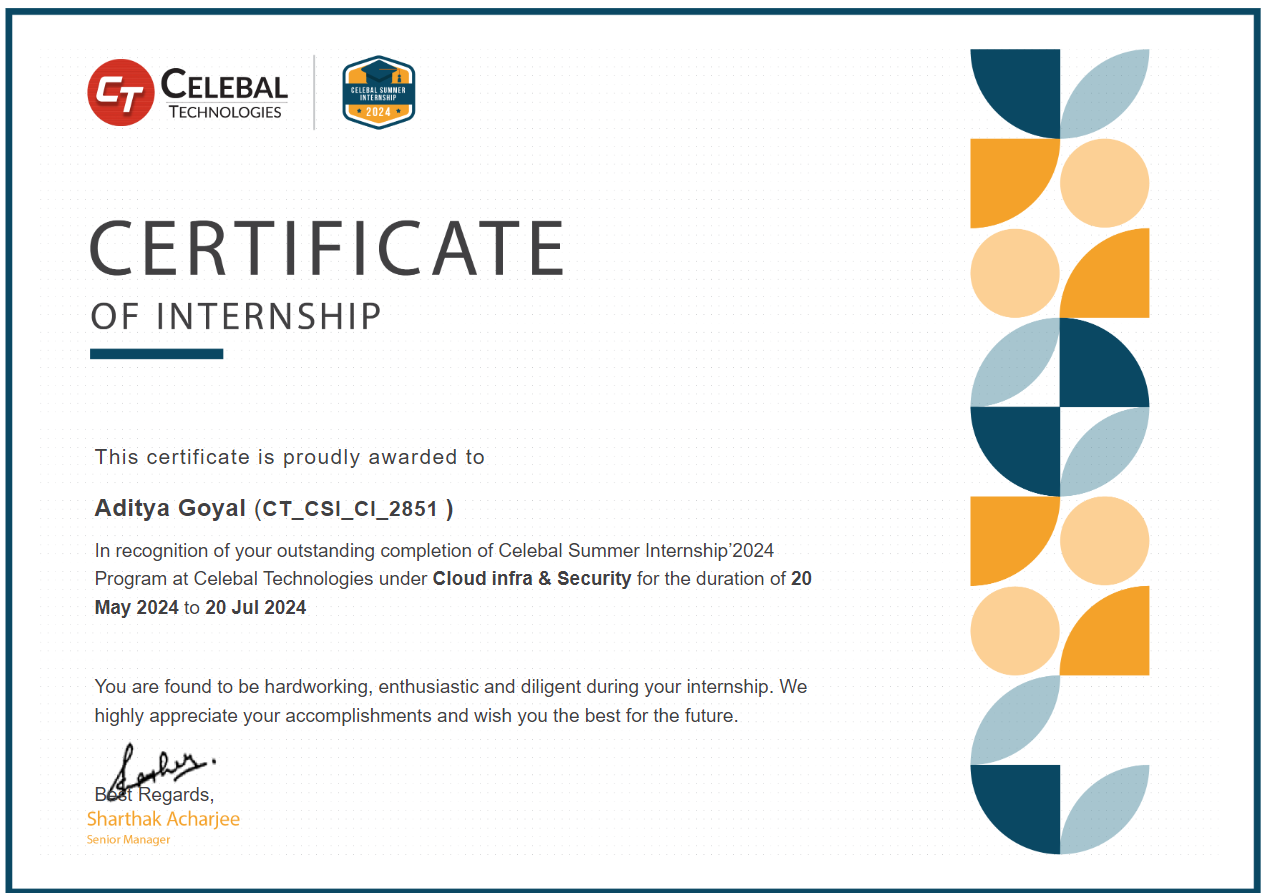 CT CELEBAL
TECHNOLOGIES
CELEBAL SUMMER
INTERNSHIP
2024
CERTIFICATE
OF INTERNSHIP
This certificate is proudly awarded to
Aditya Goyal (CT_CSI_CI_2851 )
In recognition of your outstanding completion of Celebal Summer Internship’2024
Program at Celebal Technologies under Cloud infra & Security for the duration of 20
May 2024 to 20 Jul 2024
You are found to be hardworking, enthusiastic and diligent during your internship. We
highly appreciate your accomplishments and wish you the best for the future.
Best Regards,
Sharthak Acharjee
Senior Manager